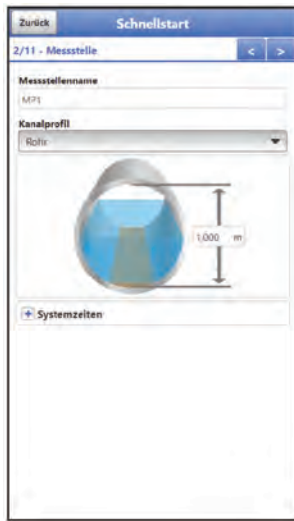 Zurück Schnellstart
2/11 - Messstelle < >
Messstellenname
MP1
Kanalprofil
Rohr
1,000 m
+ Systemzeiten